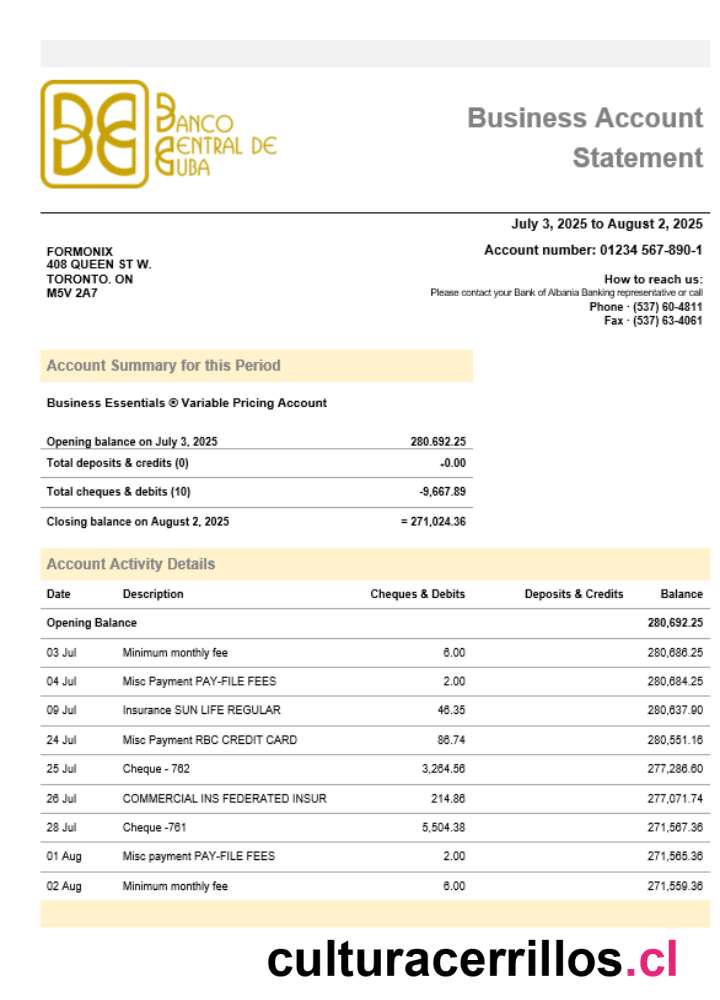 BANCO
CENTRAL DE
CUBA
Business Account
Statement
July 3, 2025 to August 2, 2025
Account number: 01234 567-890-1
FORMONIX
408 QUEEN ST W.
TORONTO. ON
M5V 2A7
How to reach us:
Please contact your Bank of Albania Banking representative or call
Phone - (537) 60-4811
Fax - (537) 63-4061
Account Summary for this Period
Business Essentials ® Variable Pricing Account
Opening balance on July 3, 2025 280.692.25
Total deposits & credits (0) -0.00
Total cheques & debits (10) -9,667.89
Closing balance on August 2, 2025 = 271,024.36
Account Activity Details
Date Description Cheques & Debits Deposits & Credits Balance
Opening Balance 280,692.25
03 Jul Minimum monthly fee 6.00 280,686.25
04 Jul Misc Payment PAY-FILE FEES 2.00 280,684.25
09 Jul Insurance SUN LIFE REGULAR 46.35 280,637.90
24 Jul Misc Payment RBC CREDIT CARD 86.74 280,551.16
25 Jul Cheque - 762 3,264.56 277,286.60
26 Jul COMMERCIAL INS FEDERATED INSUR 214.86 277,071.74
28 Jul Cheque -761 5,504.38 271,567.36
01 Aug Misc payment PAY-FILE FEES 2.00 271,565.36
02 Aug Minimum monthly fee 6.00 271,559.36
culturacerrillos.cl